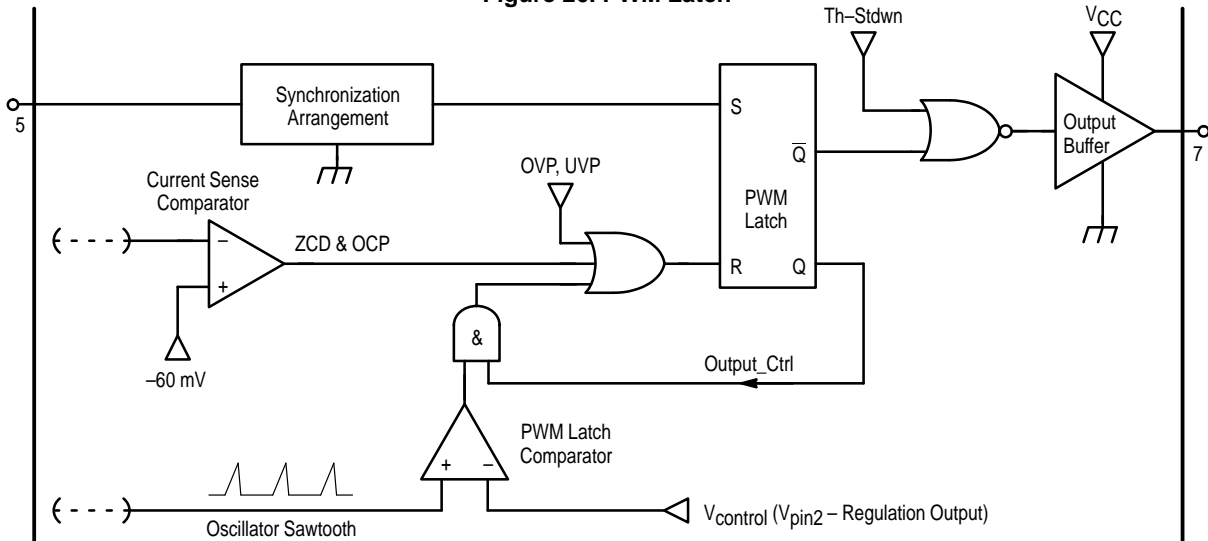 Figure 20. PWM Latch
Th–Stdwn
VCC
5
Synchronization
Arrangement
S
Q
PWM
Latch
R
Q
Output
Buffer
7
OVP, UVP
Current Sense
Comparator
–
+
ZCD & OCP
–60 mV
&
Output_Ctrl
PWM Latch
Comparator
+
–
Oscillator Sawtooth
Vcontrol (Vpin2 – Regulation Output)